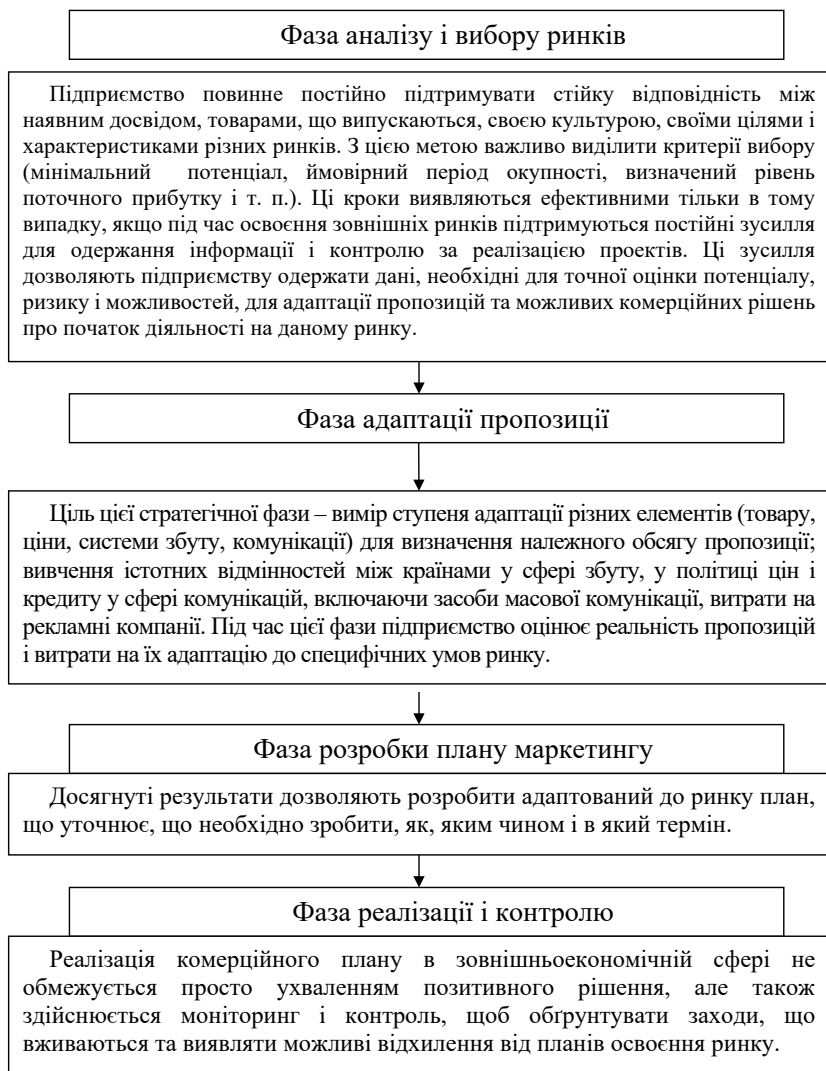 Фаза аналізу і вибору ринків
Підприємство повинне постійно підтримувати стійку відповідність між
наявним досвідом, товарами, що випускаються, своєю культурою, своїми цілями і
характеристиками різних ринків. З цією метою важливо виділити критерії вибору
(мінімальний потенціал, ймовірний період окупності, визначений рівень
поточного прибутку і т. п.). Ці кроки виявляються ефективними тільки в тому
випадку, якщо під час освоєння зовнішніх ринків підтримуються постійні зусилля
для одержання інформації і контролю за реалізацією проектів. Ці зусилля
дозволяють підприємству одержати дані, необхідні для точної оцінки потенціалу,
ризику і можливостей, для адаптації пропозицій та можливих комерційних рішень
про початок діяльності на даному ринку.
Фаза адаптації пропозиції
Ціль цієї стратегічної фази – вимір ступеня адаптації різних елементів (товару,
ціни, системи збуту, комунікації) для визначення належного обсягу пропозиції;
вивчення істотних відмінностей між країнами у сфері збуту, у політиці цін і
кредиту у сфері комунікацій, включаючи засоби масової комунікації, витрати на
рекламні компанії. Під час цієї фази підприємство оцінює реальність пропозицій
і витрати на їх адаптацію до специфічних умов ринку.
Фаза розробки плану маркетингу
Досягнуті результати дозволяють розробити адаптований до ринку план,
що уточнює, що необхідно зробити, як, яким чином і в який термін.
Фаза реалізації і контролю
Реалізація комерційного плану в зовнішньоекономічній сфері не
обмежується просто ухваленням позитивного рішення, але також
здійснюється моніторинг і контроль, щоб обґрунтувати заходи, що
вживаються та виявляти можливі відхилення від планів освоєння ринку.